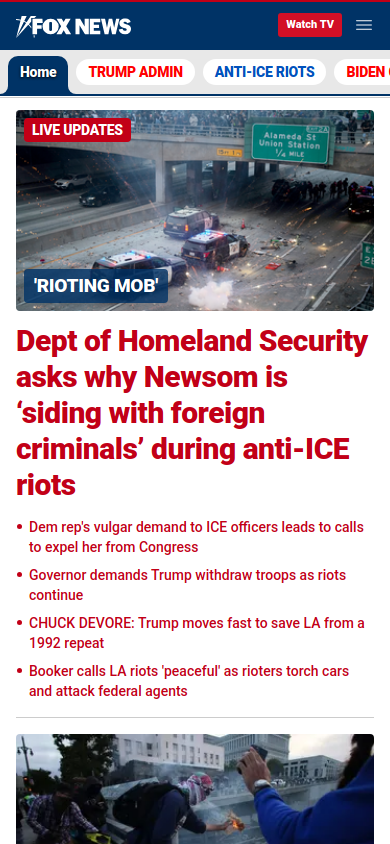 FOX NEWS
Watch TV
Home
TRUMP ADMIN
ANTI-ICE RIOTS
BIDEN
LIVE UPDATES
Alameda St
Union Station
1/4 MILE
'RIOTING MOB'
Dept of Homeland Security
asks why Newsom is
‘siding with foreign
criminals’ during anti-ICE
riots
• Dem rep's vulgar demand to ICE officers leads to calls
to expel her from Congress
• Governor demands Trump withdraw troops as riots
continue
• CHUCK DEVORE: Trump moves fast to save LA from a
1992 repeat
• Booker calls LA riots 'peaceful' as rioters torch cars
and attack federal agents